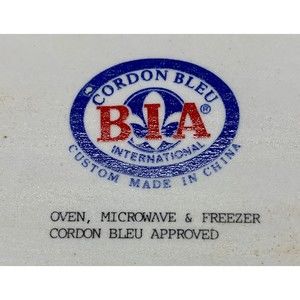 CORDON BLEU
BIA®
INTERNATIONAL
CUSTOM MADE IN CHINA
OVEN, MICROWAVE & FREEZER
CORDON BLEU APPROVED